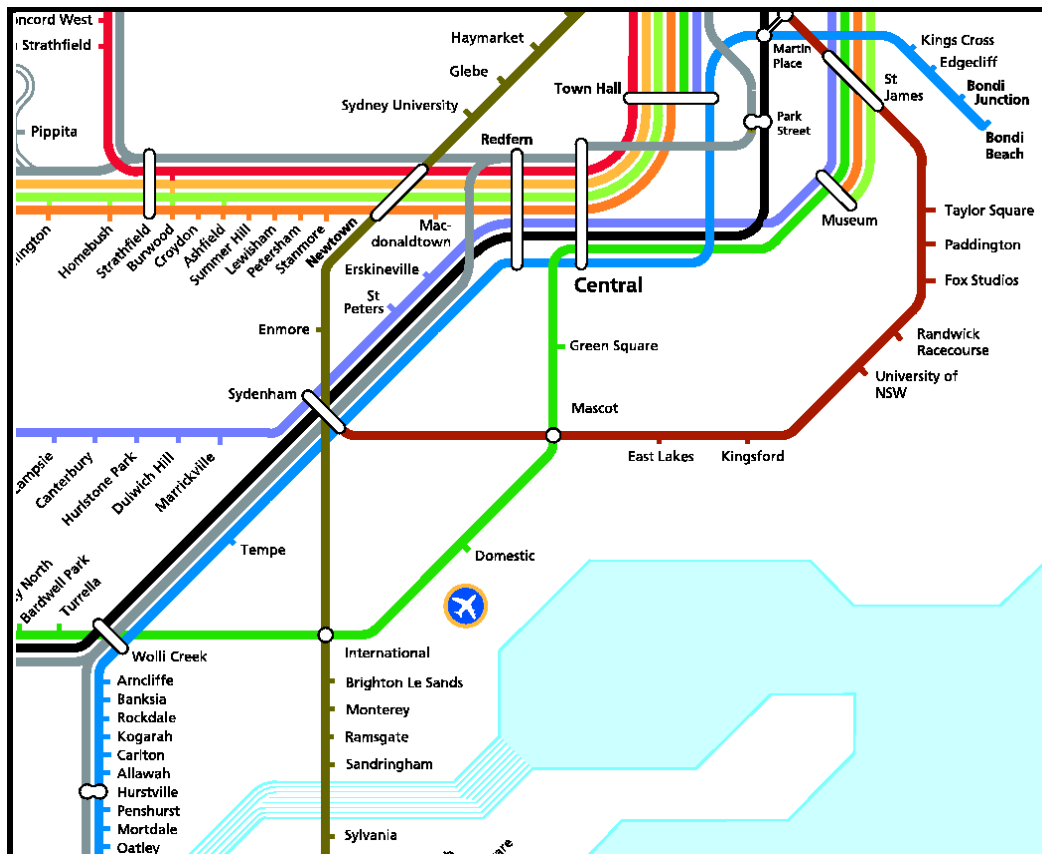 oncord West
Strathfield
Pippita
Haymarket
Glebe
Sydney University
Town Hall
Redfern
Martin
Place
Park
Street
Kings Cross
Edgecliff
Bondi
Junction
Bondi
Beach
St
James
Museum
Taylor Square
Paddington
Fox Studios
Randwick
Racecourse
University of
NSW
Homebush
Strathfield
Burwood
Croydon
Ashfield
Summer Hill
Lewisham
Petersham
Stanmore
Newtown
Mac-
donaldtown
Erskineville
St
Peters
Central
Enmore
Green Square
Sydenham
Mascot
East Lakes
Kingsford
Canterbury
Hurlstone Park
Dulwich Hill
Marrickville
Tempe
Domestic
y North
Bardwell Park
Turrella
Wolli Creek
International
Arncliffe
Banksia
Rockdale
Kogarah
Carlton
Allawah
Hurstville
Penshurst
Mortdale
Oatley
Brighton Le Sands
Monterey
Ramsgate
Sandringham
Sylvania